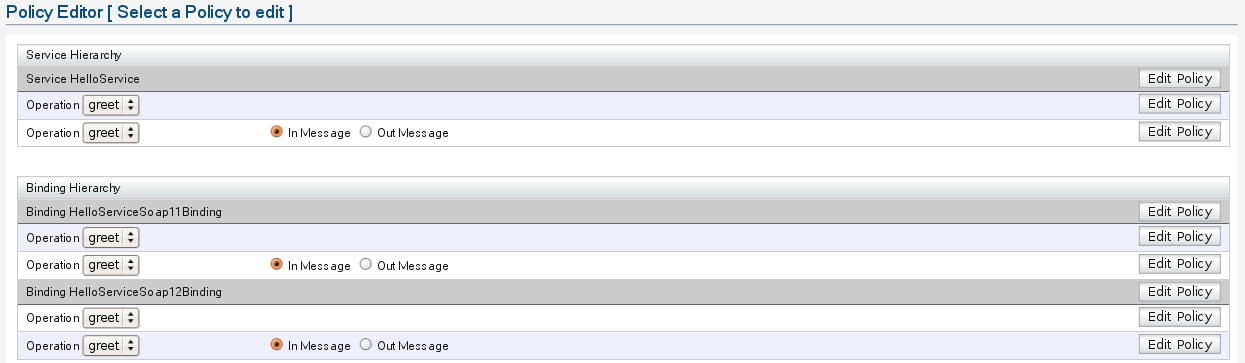 Policy Editor [ Select a Policy to edit ]
Service Hierarchy
Service HelloService Edit Policy
Operation greet Edit Policy
Operation greet In Message Out Message Edit Policy
Binding Hierarchy
Binding HelloServiceSoap11Binding Edit Policy
Operation greet Edit Policy
Operation greet In Message Out Message Edit Policy
Binding HelloServiceSoap12Binding Edit Policy
Operation greet Edit Policy
Operation greet In Message Out Message Edit Policy